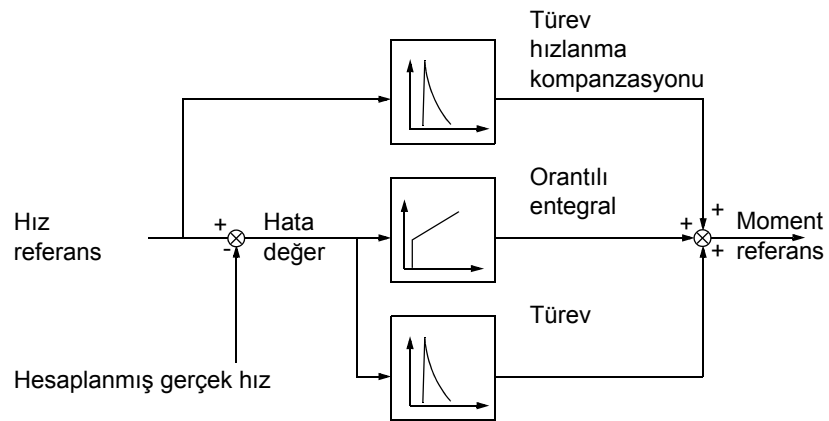 Türev
hızlanma
kompanzasyonu
Orantılı
entegral
+
Hız
referans
+
-
Hata
değer
+
+
Moment
referans
Türev
Hesaplanmış gerçek hız